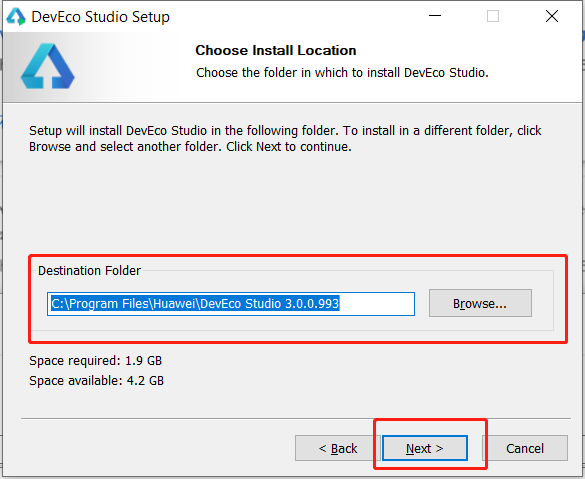 DevEco Studio Setup
Choose Install Location
Choose the folder in which to install DevEco Studio.
Setup will install DevEco Studio in the following folder. To install in a different folder, click
Browse and select another folder. Click Next to continue.
Destination Folder
C:\Program Files\Huawei\DevEco Studio 3.0.0.993
Browse...
Space required: 1.9 GB
Space available: 4.2 GB
< Back
Next >
Cancel